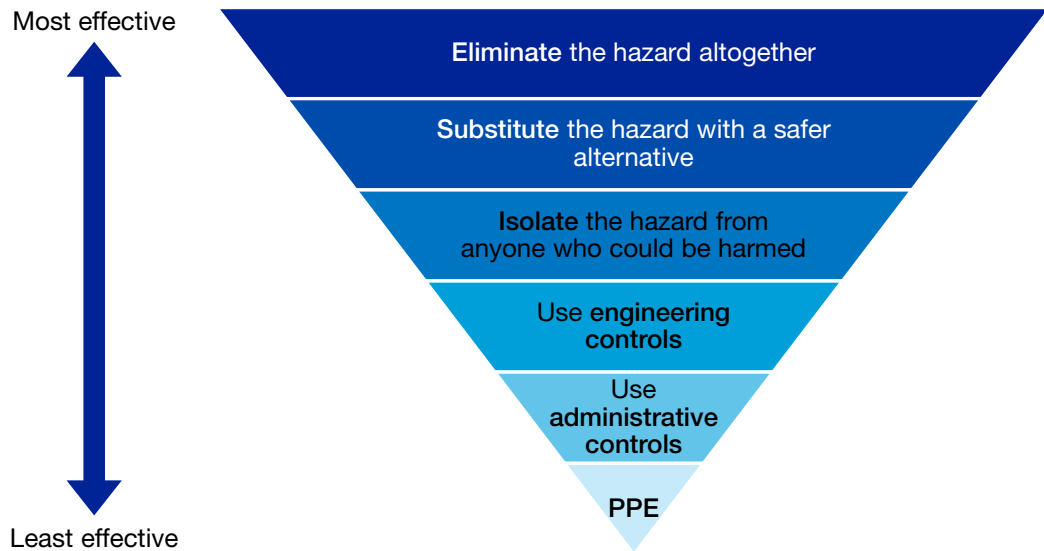 Most effective
Eliminate the hazard altogether
Substitute the hazard with a safer
alternative
Isolate the hazard from
anyone who could be harmed
Use engineering
controls
Use
administrative
controls
PPE
Least effective